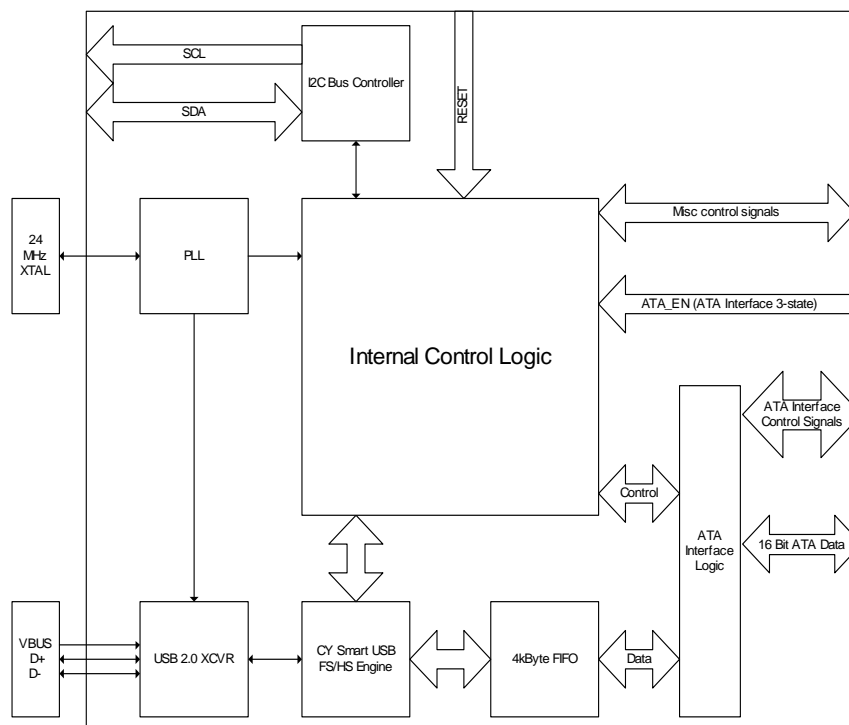 SCL
I2C Bus Controller
SDA
RESET
24
MHz
XTAL
PLL
Misc control signals
ATA_EN (ATA Interface 3-state)
Internal Control Logic
ATA Interface
Control Signals
Control
ATA
Interface
Logic
16 Bit ATA Data
VBUS
D+
D-
USB 2.0 XCVR
CY Smart USB
FS/HS Engine
4kByte FIFO
Data